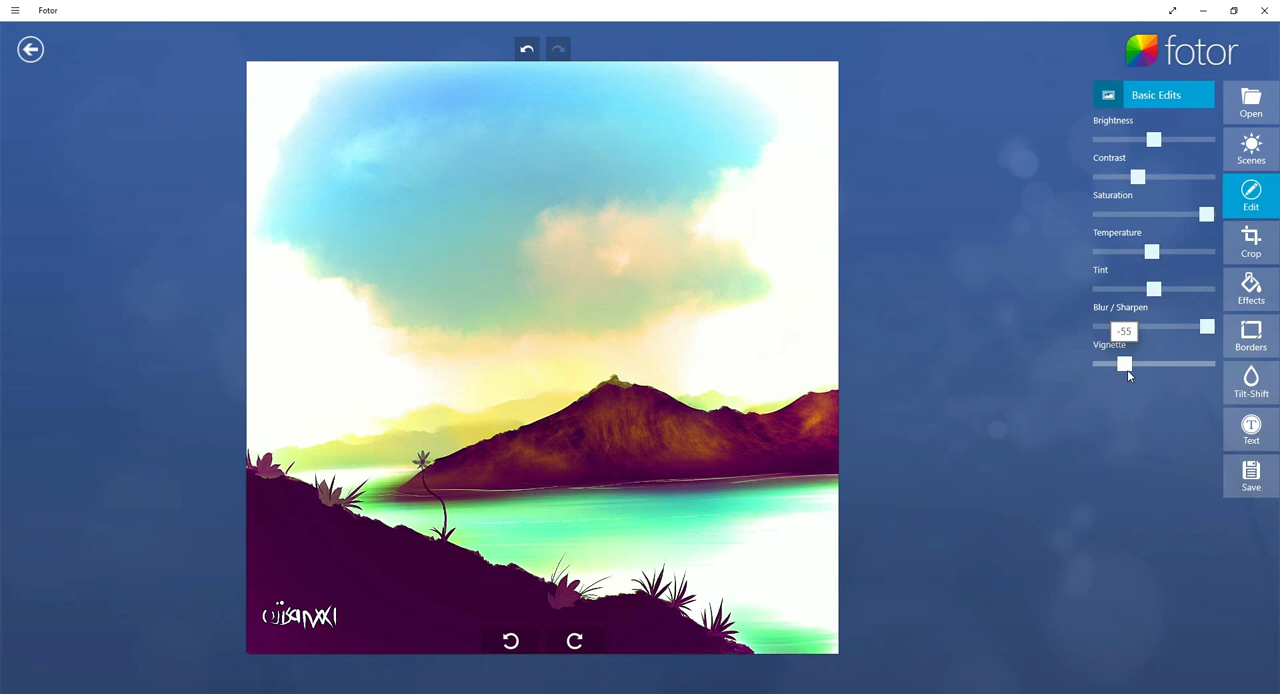 Fotor
fotor
Basic Edits
Brightness
Contrast
Saturation
Temperature
Tint
Blur / Sharpen
-55
Vignette
Open
Scenes
Edit
Crop
Effects
Borders
Tilt-Shift
Text
Save